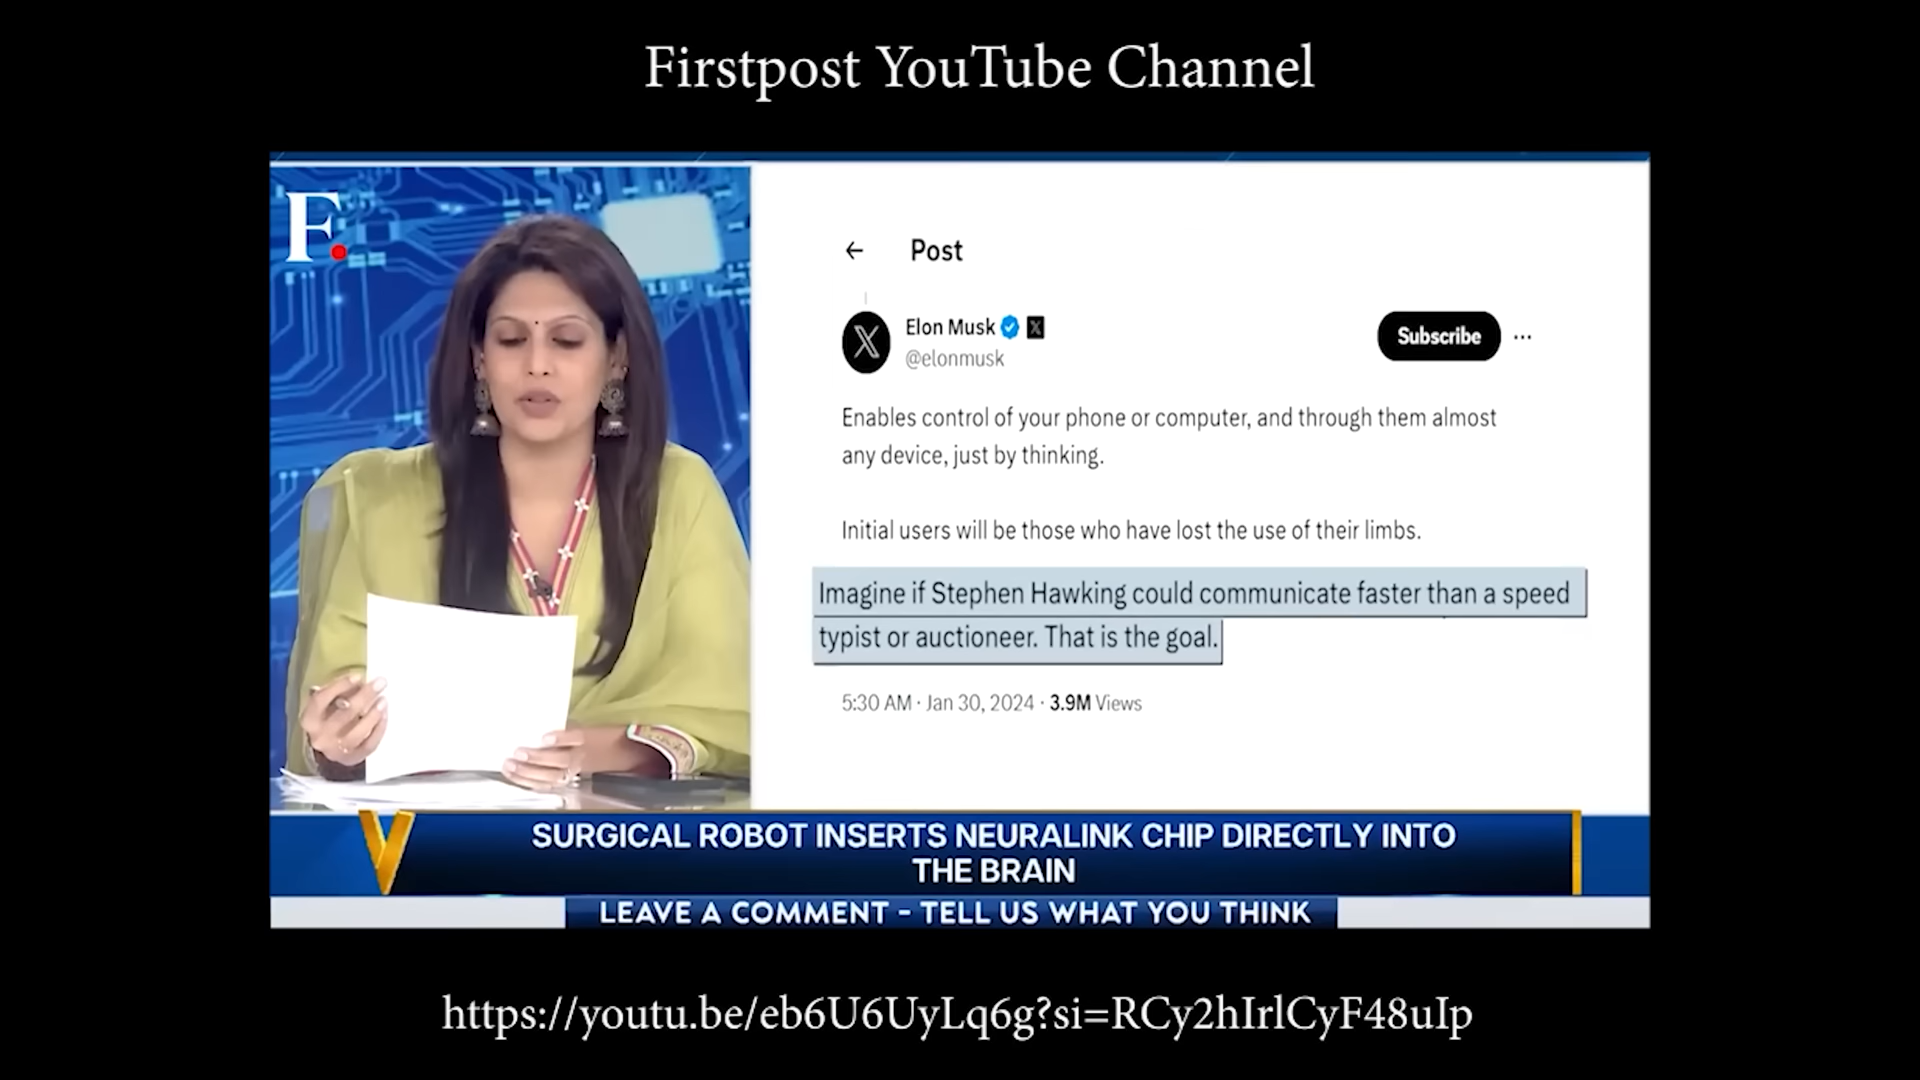 Firstpost YouTube Channel
F.
← Post
Elon Musk
@elonmusk
Subscribe
...
Enables control of your phone or computer, and through them almost
any device, just by thinking.
Initial users will be those who have lost the use of their limbs.
Imagine if Stephen Hawking could communicate faster than a speed
typist or auctioneer. That is the goal.
5:30 AM · Jan 30, 2024 · 3.9M Views
V
SURGICAL ROBOT INSERTS NEURALINK CHIP DIRECTLY INTO
THE BRAIN
LEAVE A COMMENT - TELL US WHAT YOU THINK
https://youtu.be/eb6U6UyLq6g?si=RCy2hIrlCyF48uIp